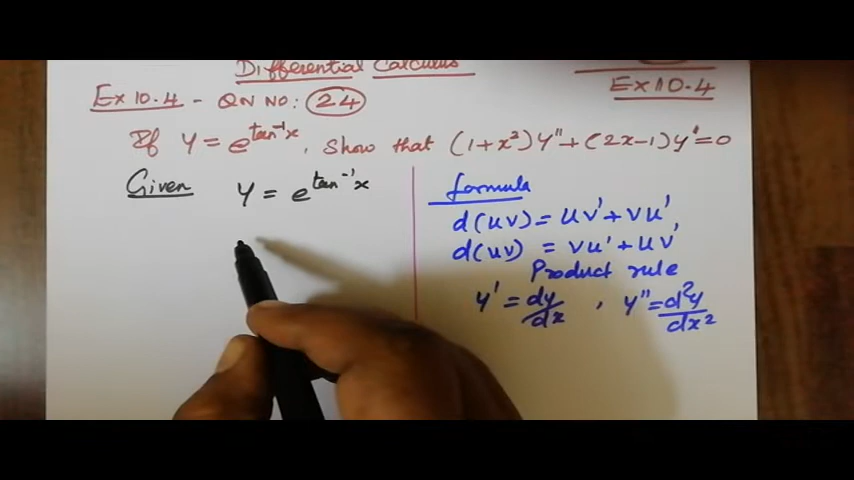 Differential Calculus
Ex 10.4
Ex 10.4 - QN NO: 24
If y = e^tan⁻¹x, Show that (1+x²)y" + (2x-1)y' = 0
Given y = e^tan⁻¹x
formula
d(uv) = uv' + vu'
d(uv) = vu' + uv'
Product rule
y' = dy/dx , y" = d²y/dx²